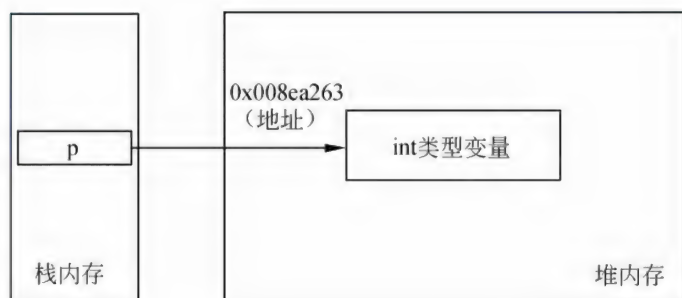 0x008ea263
（地址）
p
int类型变量
栈内存
堆内存